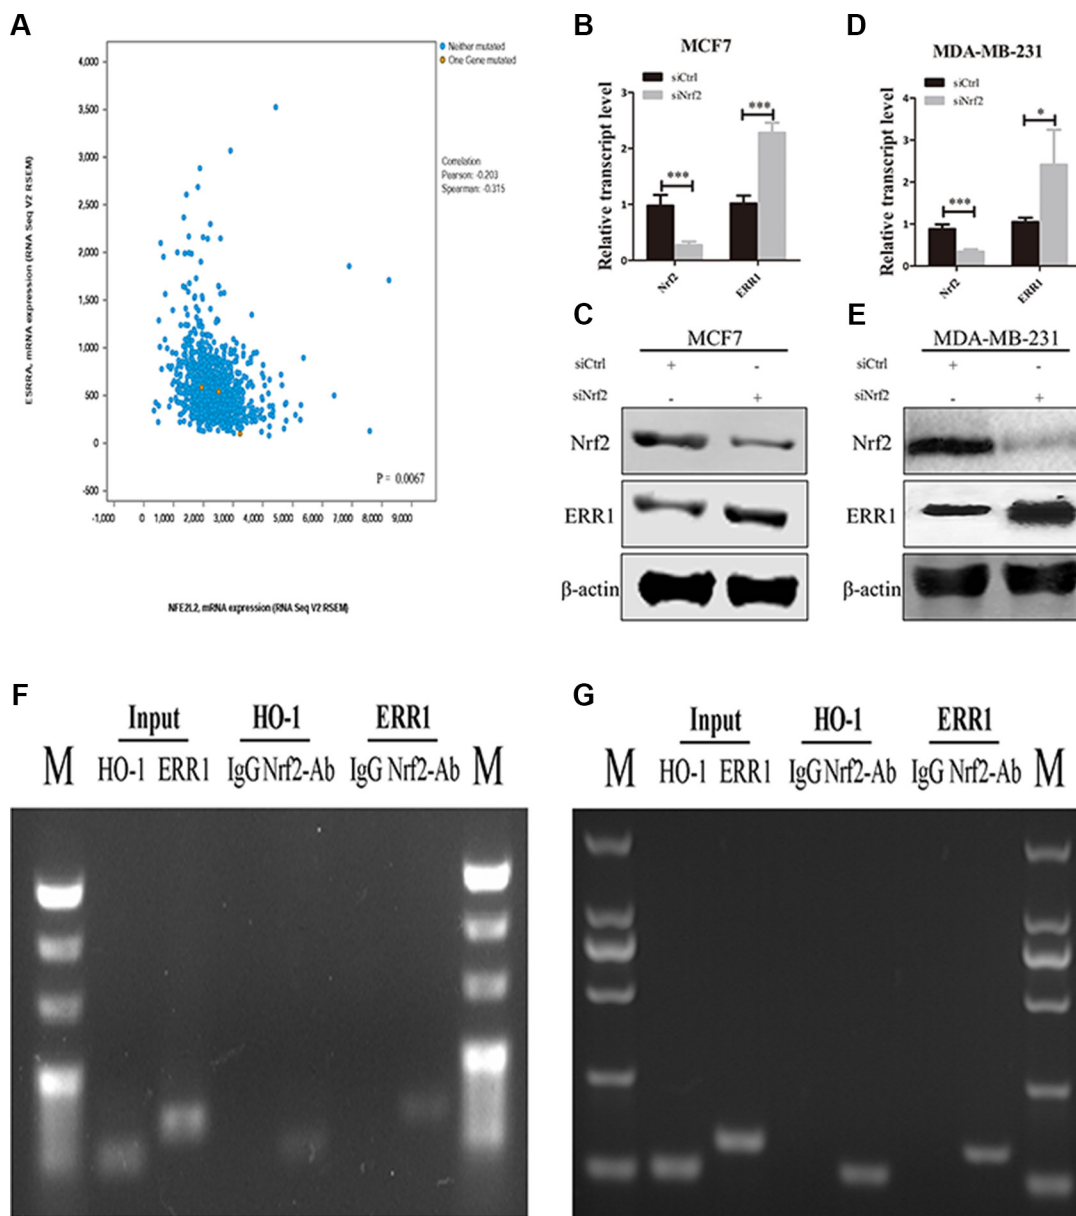 A
Neither mutated
One Gene mutated
4,000
3,500
3,000
2,500
2,000
1,500
1,000
500
0
-500
ESRRA, mRNA expression (RNA Seq V2 RSEM)
Correlation
Pearson: -0.203
Spearman: -0.315
P = 0.0067
-1,000 0 1,000 2,000 3,000 4,000 5,000 6,000 7,000 8,000 9,000
NFE2L2, mRNA expression (RNA Seq V2 RSEM)
B
MCF7
siCtrl
siNrf2
Relative transcript level
3
2
1
0
***
***
Nrf2
ERR1
D
MDA-MB-231
siCtrl
siNrf2
Relative transcript level
4
3
2
1
0
***
*
Nrf2
ERR1
C
MCF7
siCtrl + -
siNrf2 - +
Nrf2
ERR1
β-actin
E
MDA-MB-231
siCtrl + -
siNrf2 - +
Nrf2
ERR1
β-actin
F
Input HO-1 ERR1
M HO-1 ERR1 IgG Nrf2-Ab IgG Nrf2-Ab M
G
Input HO-1 ERR1
M HO-1 ERR1 IgG Nrf2-Ab IgG Nrf2-Ab M